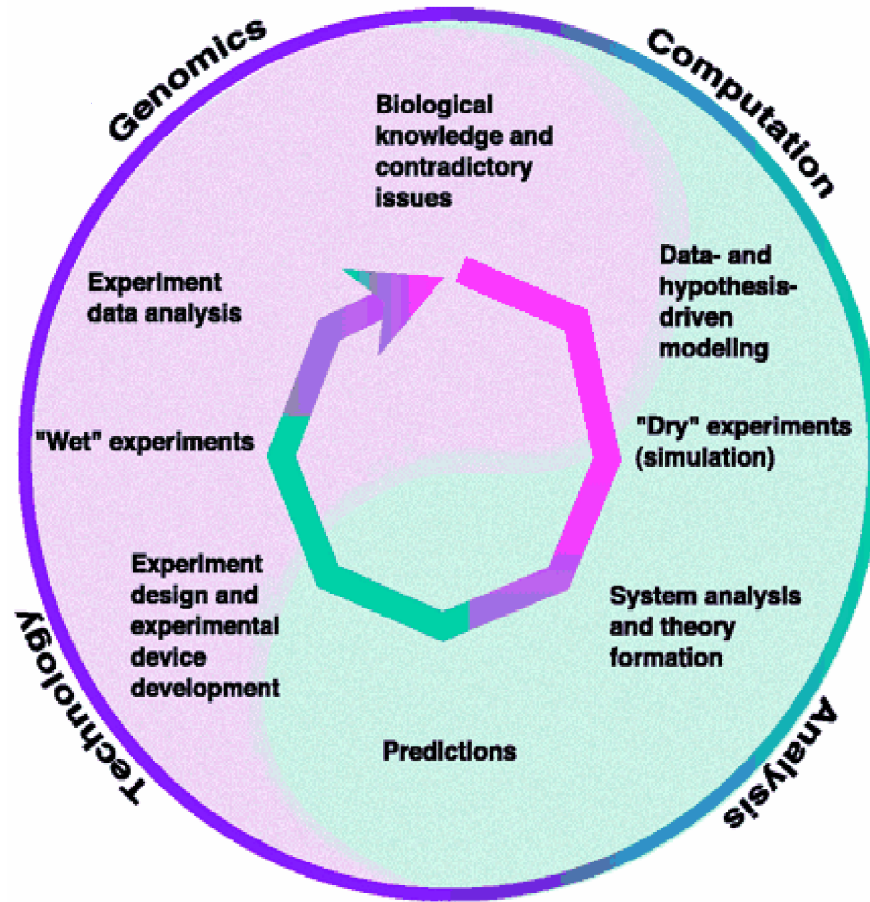 Genomics
Computation
Biological
knowledge and
contradictory
issues
Data- and
hypothesis-
driven
modeling
Experiment
data analysis
"Wet" experiments
"Dry" experiments
(simulation)
Experiment
design and
experimental
device
development
System analysis
and theory
formation
Predictions
Technology
Analysis